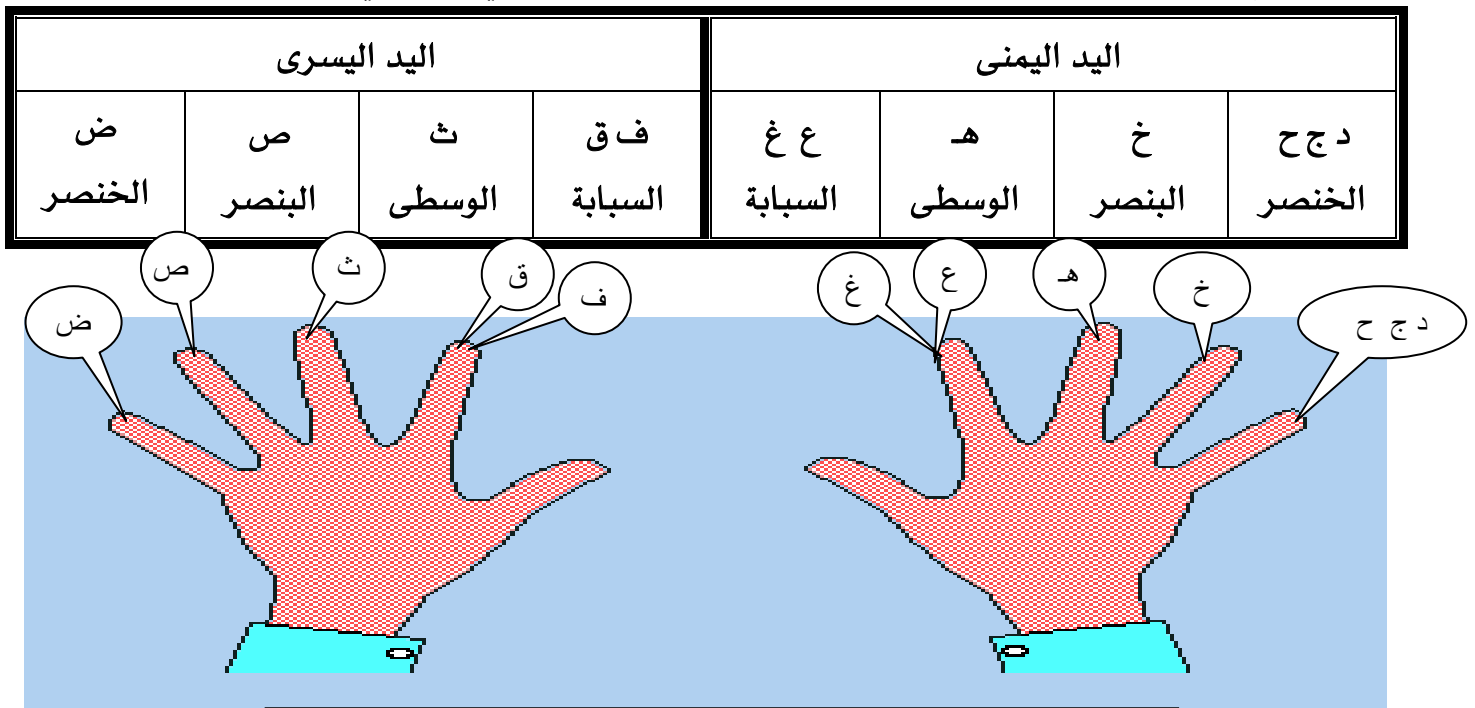 اليد اليمنى
اليد اليسرى
د ج ح
خ
هـ
ع غ
ف ق
ث
ص
ض
الخنصر
البنصر
الوسطى
السبابة
السبابة
الوسطى
البنصر
الخنصر
د ج ح
خ
هـ
ع
غ
ف
ق
ث
ص
ض